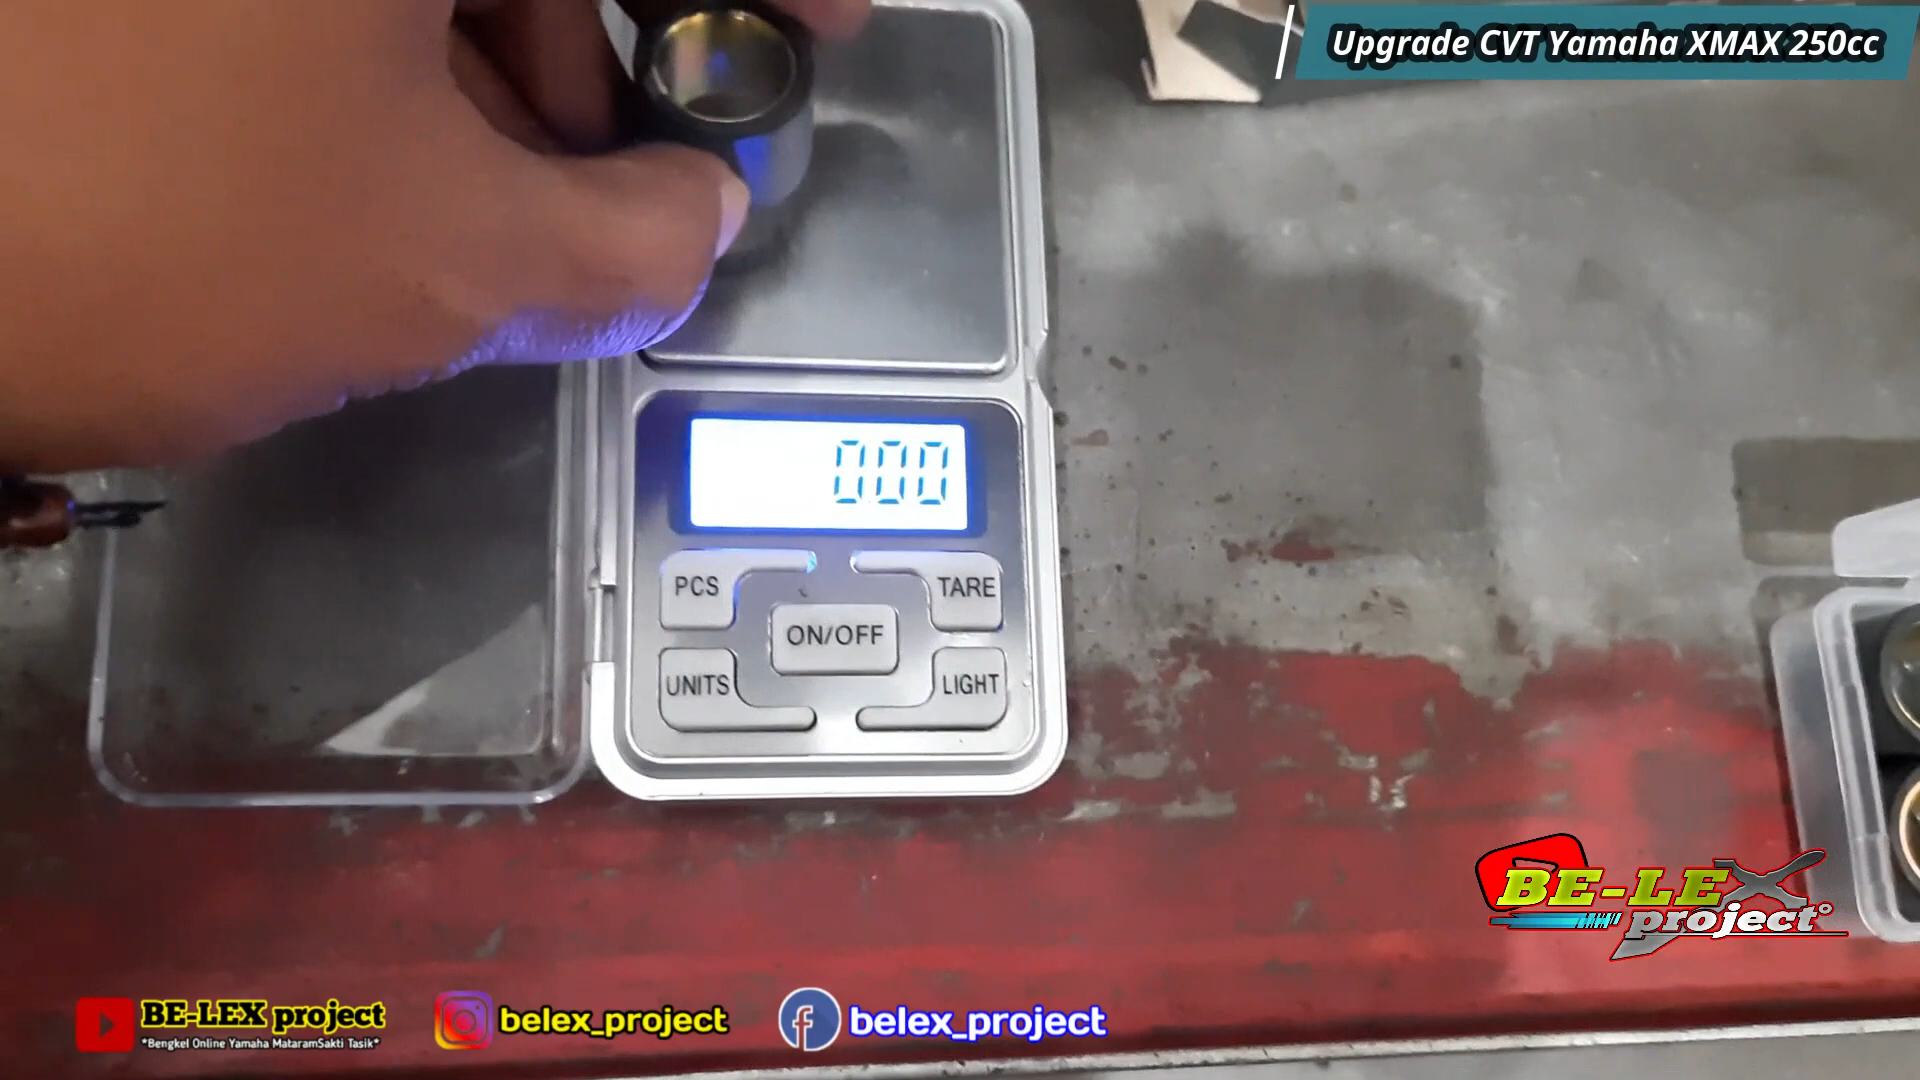 Upgrade CVT Yamaha XMAX 250cc
000
PCS
TARE
ON/OFF
UNITS
LIGHT
BE-LEX
project
BE-LEX project
*Bengkel Online Yamaha MataramSakti Tasik*
belex_project
belex_project